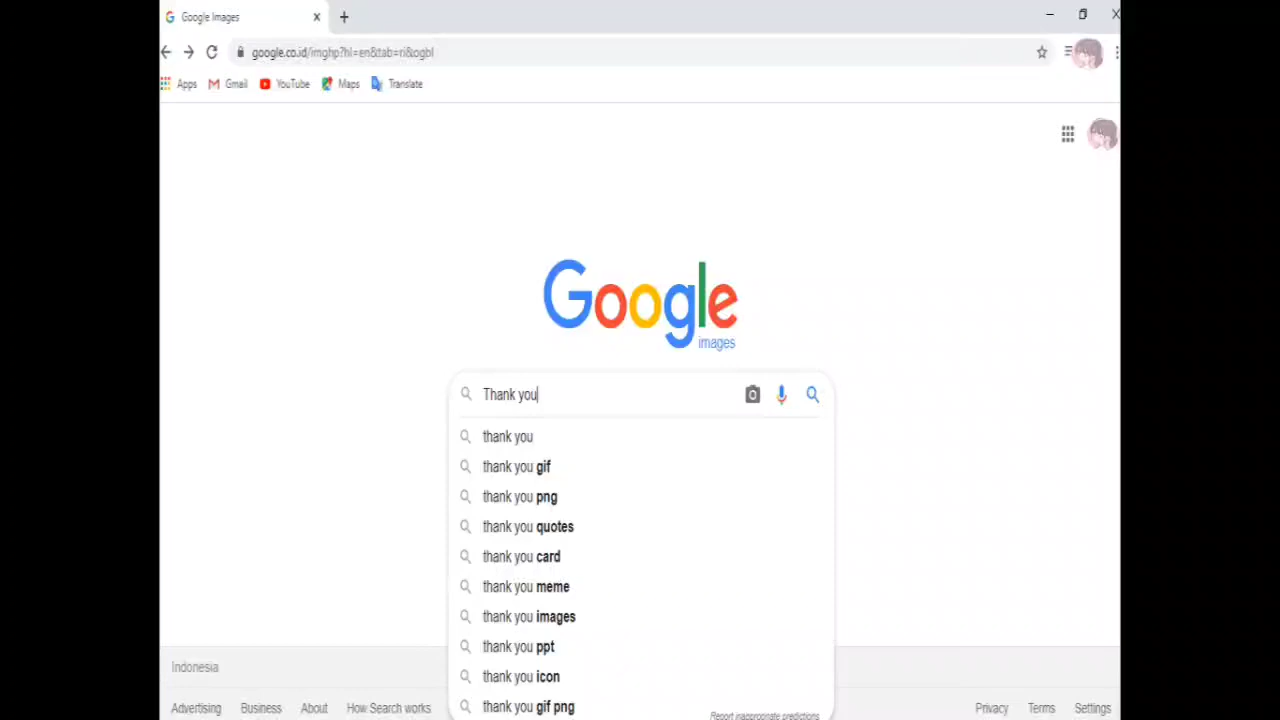 Google Images
google.co.id/imghp?hl=en&tab=ri&ogbl
Apps Gmail YouTube Maps Translate
Google
images
Thank you
thank you
thank you gif
thank you png
thank you quotes
thank you card
thank you meme
thank you images
thank you ppt
thank you icon
thank you gif png
Report inappropriate predictions
Indonesia
Advertising Business About How Search works Privacy Terms Settings